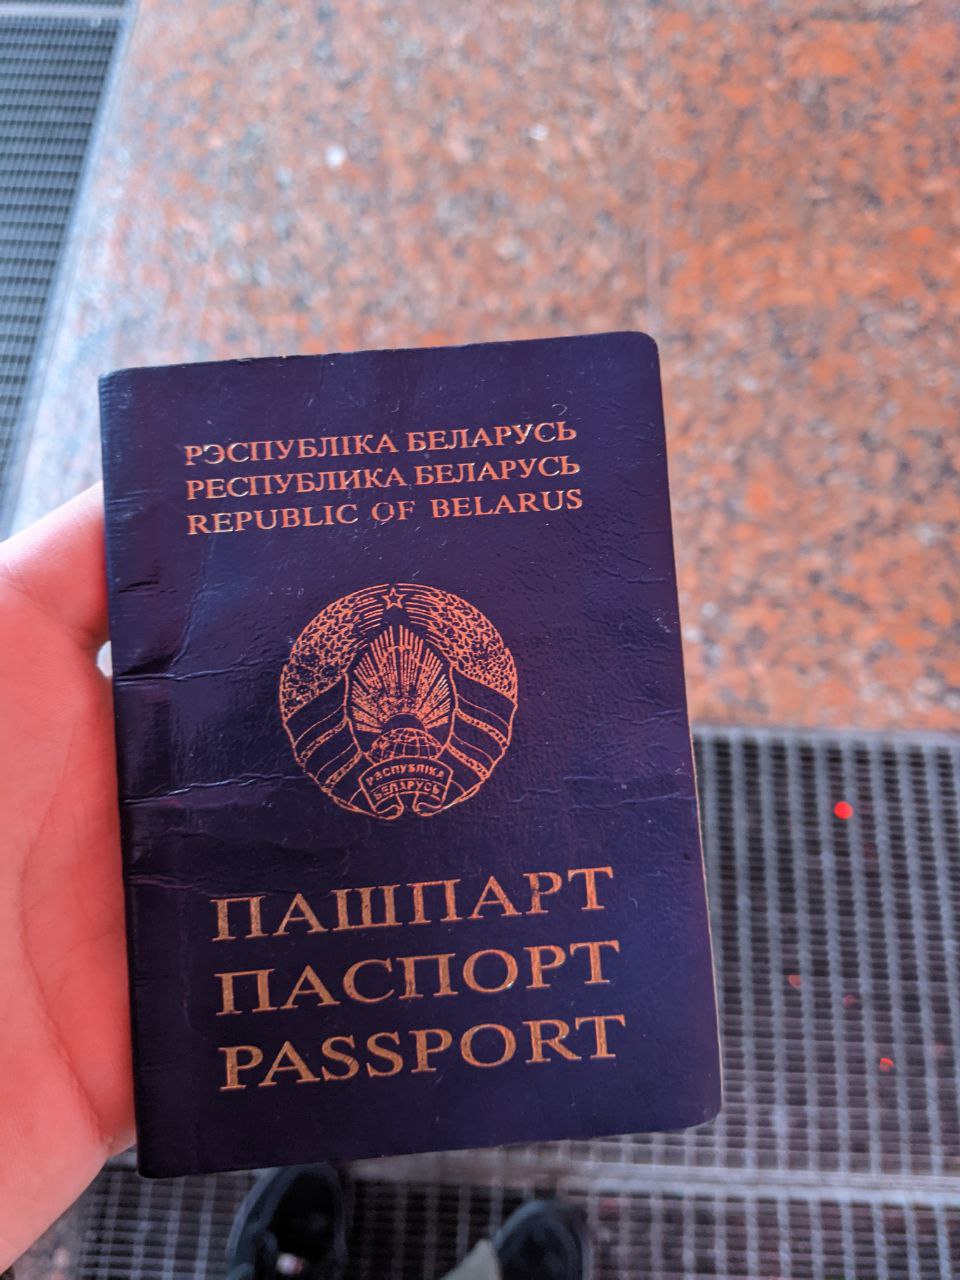 РЭСПУБЛІКА БЕЛАРУСЬ
РЕСПУБЛИКА БЕЛАРУСЬ
REPUBLIC OF BELARUS
РЭСПУБЛІКА
БЕЛАРУСЬ
ПАШПАРТ
ПАСПОРТ
PASSPORT